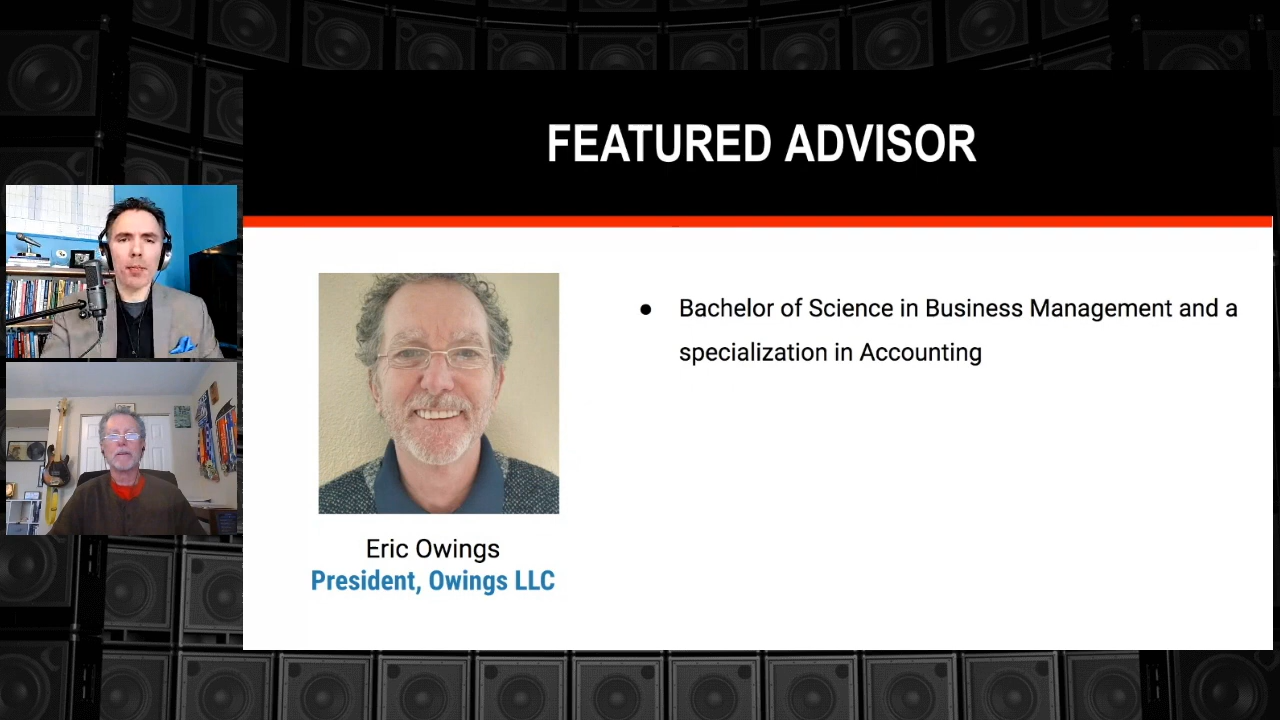 FEATURED ADVISOR
● Bachelor of Science in Business Management and a
specialization in Accounting
Eric Owings
President, Owings LLC